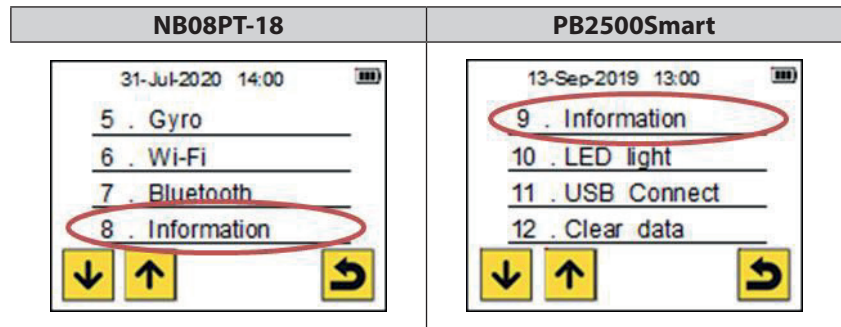 NB08PT-18
PB2500Smart
31-Jul-2020 14:00
5 . Gyro
6 . Wi-Fi
7 . Bluetooth
8 . Information
13-Sep-2019 13:00
9 . Information
10 . LED light
11 . USB Connect
12 . Clear data